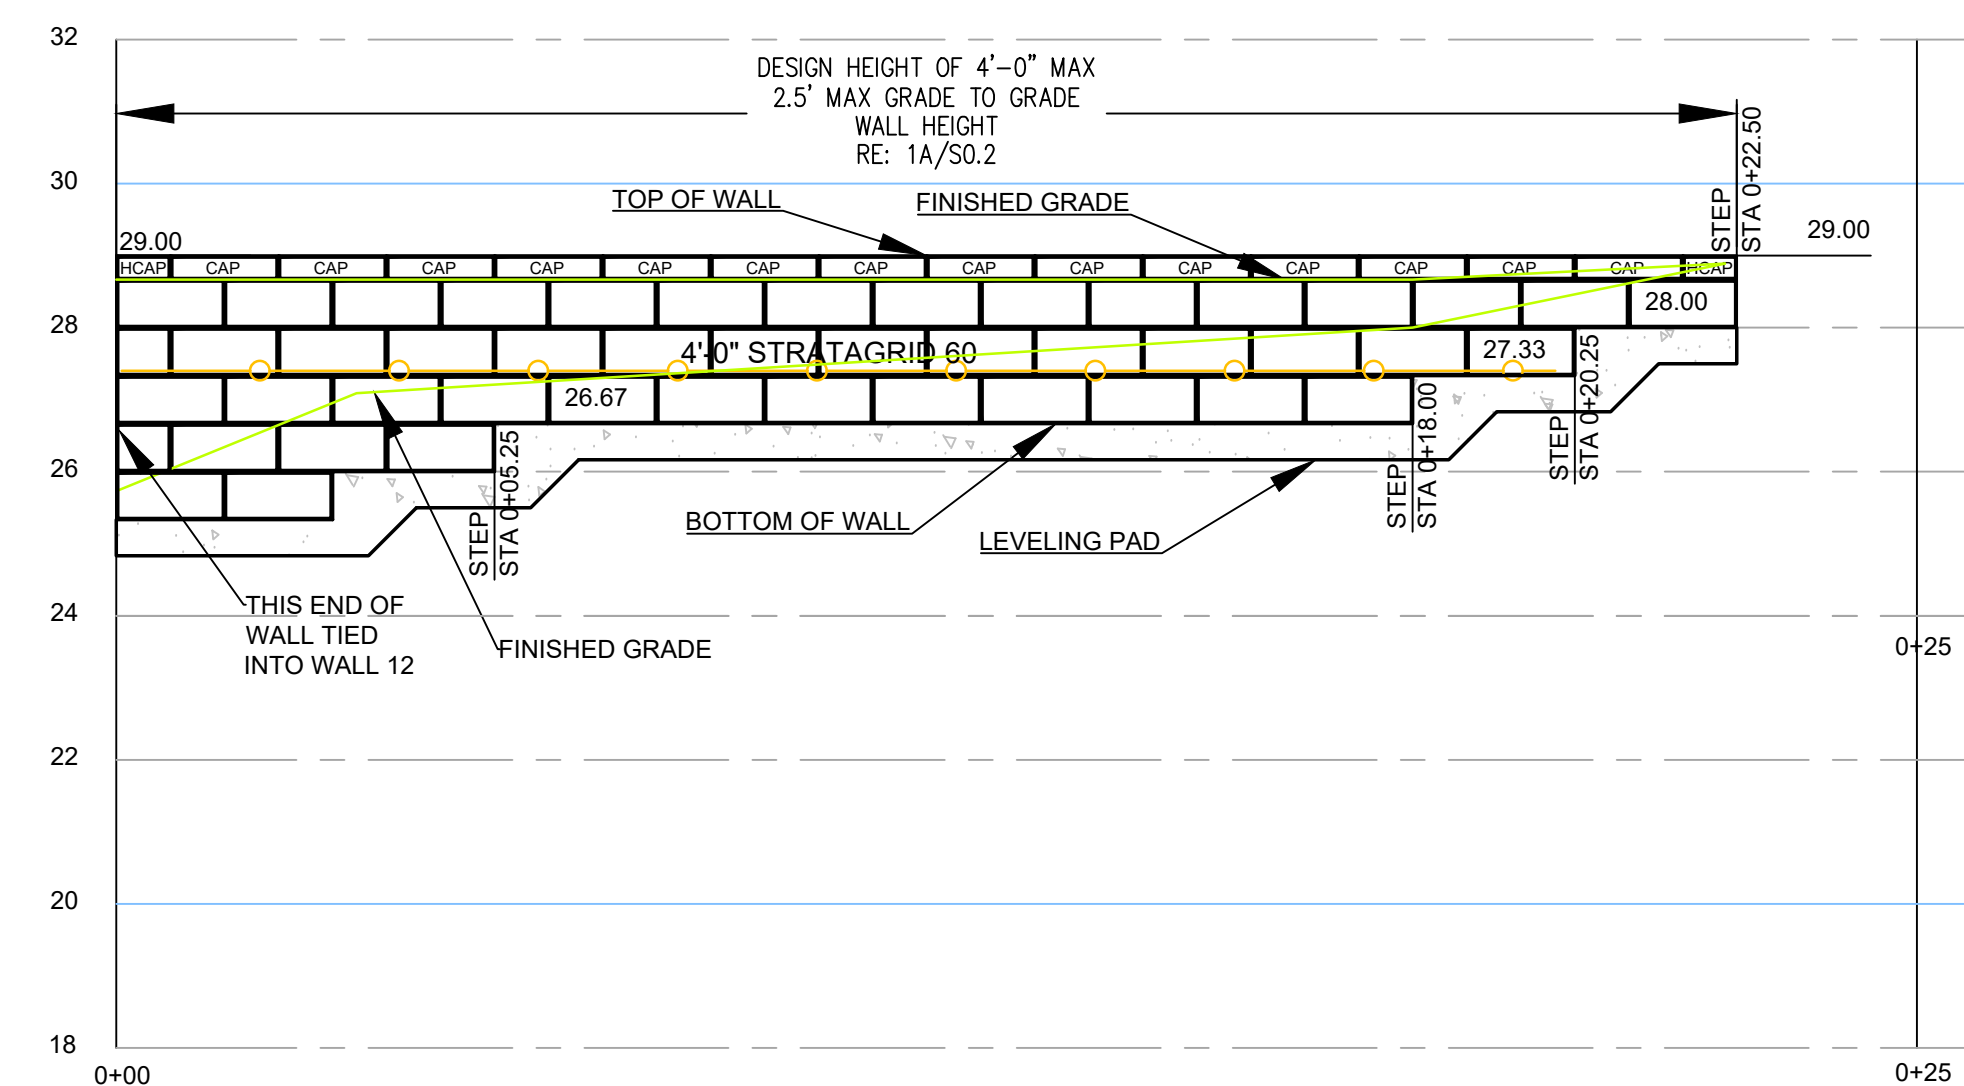 32
DESIGN HEIGHT OF 4'-0" MAX
2.5' MAX GRADE TO GRADE
WALL HEIGHT
RE: 1A/S0.2
STEP
STA 0+22.50
30
TOP OF WALL
FINISHED GRADE
29.00
29.00
HCAP CAP CAP CAP CAP CAP CAP CAP CAP CAP CAP CAP CAP CAP CAP HCAP
28.00
28
4'-0" STRATAGRID 60
27.33
26.67
STEP
STA 0+20.25
STEP
STA 0+18.00
STEP
STA 0+05.25
26
BOTTOM OF WALL
LEVELING PAD
THIS END OF
WALL TIED
INTO WALL 12
FINISHED GRADE
24
0+25
22
20
18
0+00
0+25